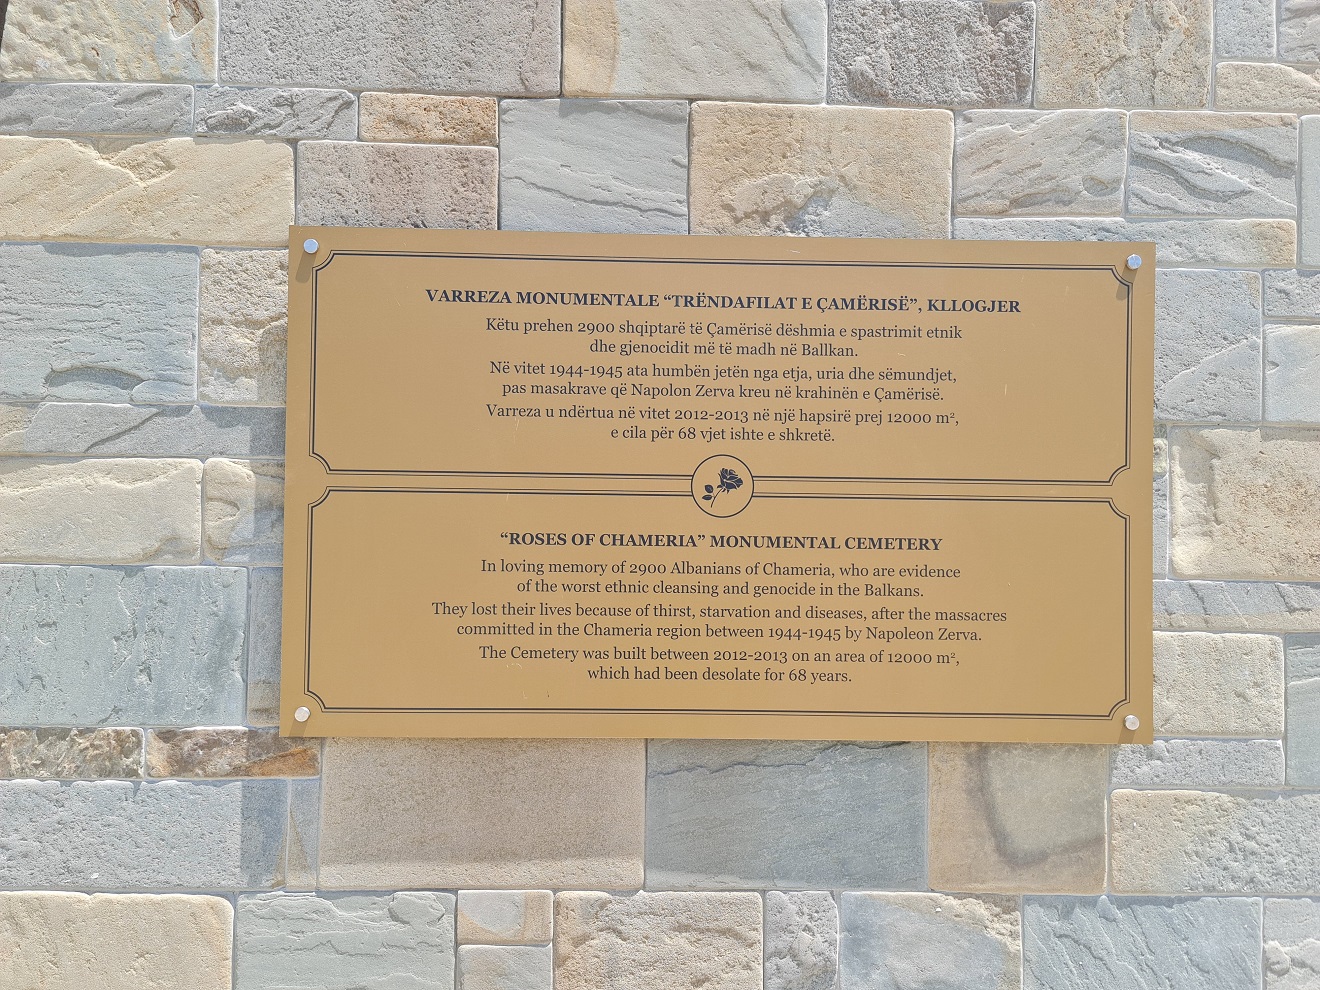 VARREZA MONUMENTALE “TRËNDAFILAT E ÇAMËRISË”, KLLOGJER
Këtu prehen 2900 shqiptarë të Çamërisë dëshmia e spastrimit etnik
dhe gjenocidit më të madh në Ballkan.
Në vitet 1944-1945 ata humbën jetën nga etja, uria dhe sëmundjet,
pas masakrave që Napolon Zerva kreu në krahinën e Çamërisë.
Varreza u ndërtua në vitet 2012-2013 në një hapsirë prej 12000 m²,
e cila për 68 vjet ishte e shkretë.
“ROSES OF CHAMERIA” MONUMENTAL CEMETERY
In loving memory of 2900 Albanians of Chameria, who are evidence
of the worst ethnic cleansing and genocide in the Balkans.
They lost their lives because of thirst, starvation and diseases, after the massacres
committed in the Chameria region between 1944-1945 by Napoleon Zerva.
The Cemetery was built between 2012-2013 on an area of 12000 m²,
which had been desolate for 68 years.